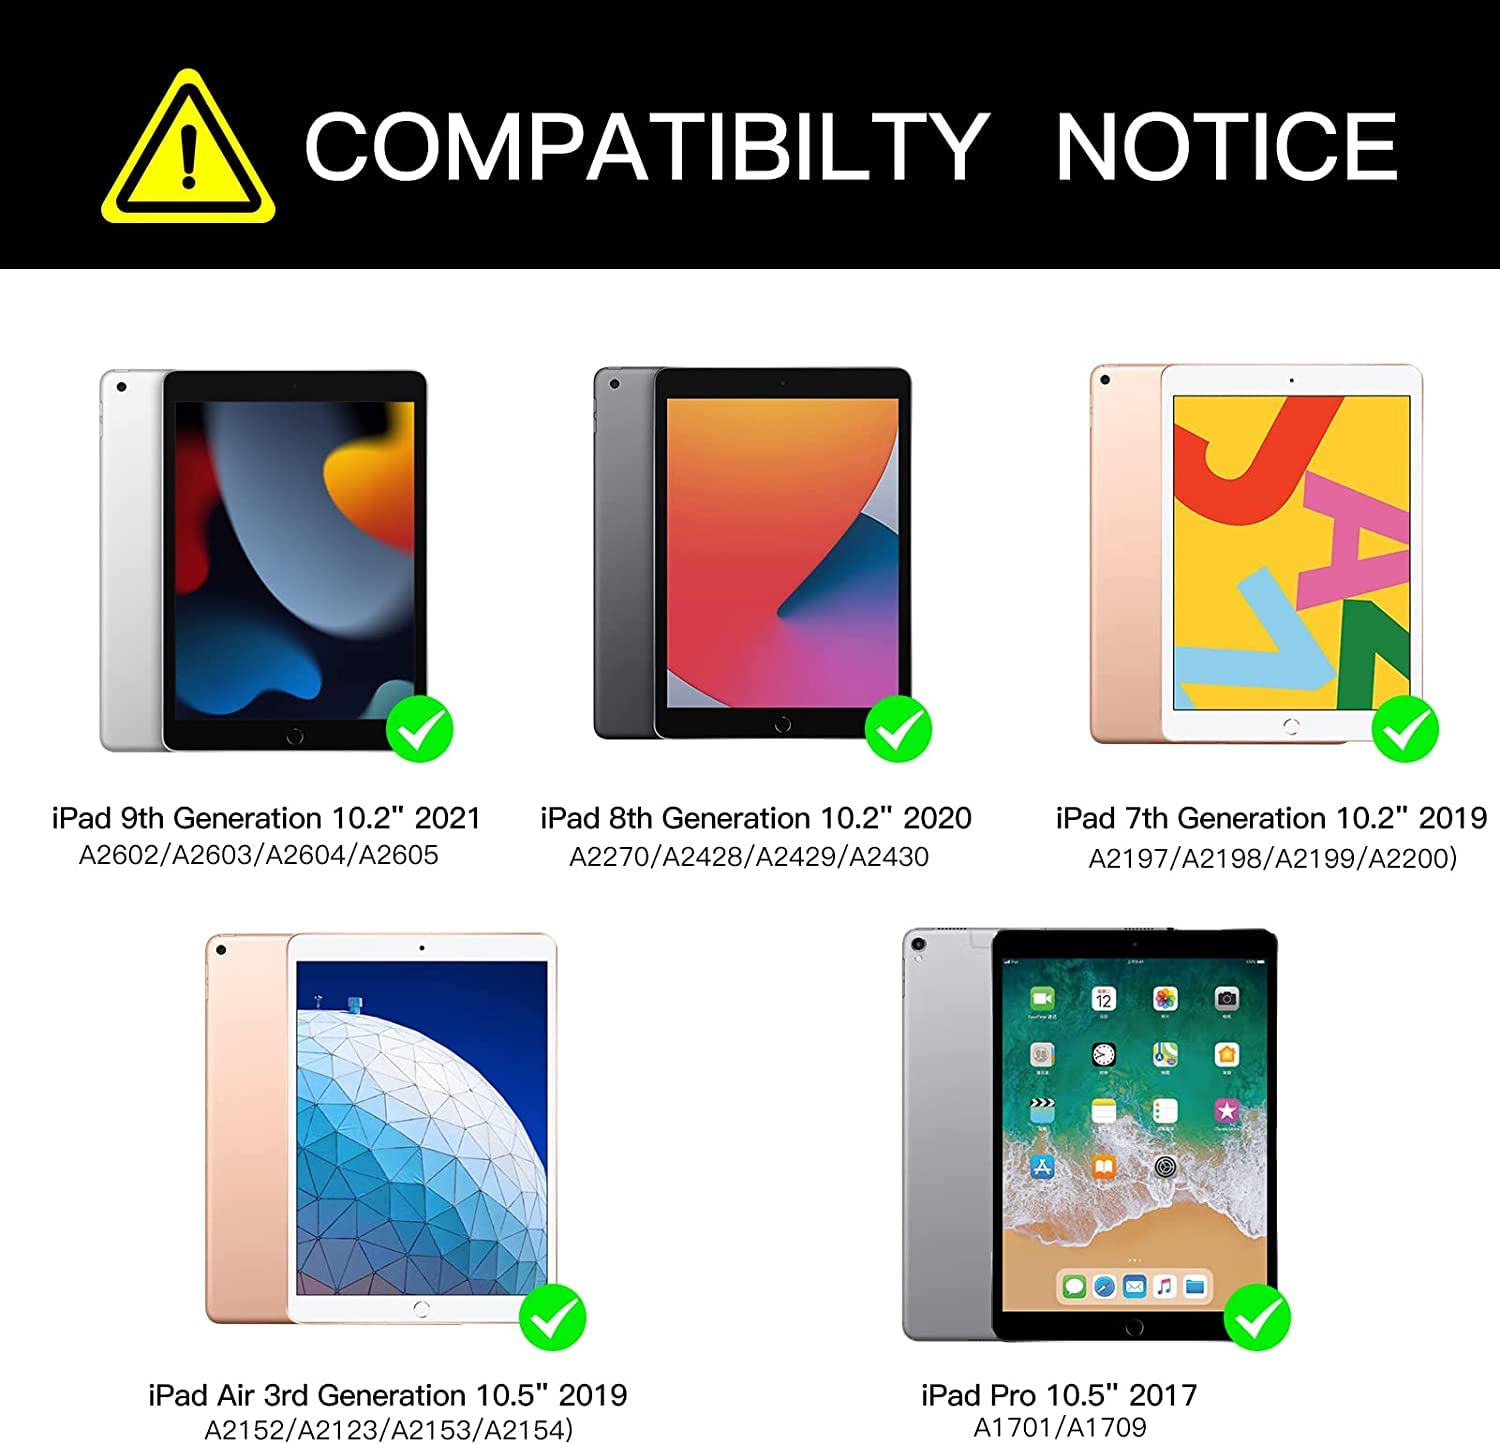 COMPATIBILTY NOTICE
iPad 9th Generation 10.2" 2021
A2602/A2603/A2604/A2605
iPad 8th Generation 10.2" 2020
A2270/A2428/A2429/A2430
iPad 7th Generation 10.2" 2019
A2197/A2198/A2199/A2200)
12
iPad Air 3rd Generation 10.5" 2019
A2152/A2123/A2153/A2154)
iPad Pro 10.5" 2017
A1701/A1709